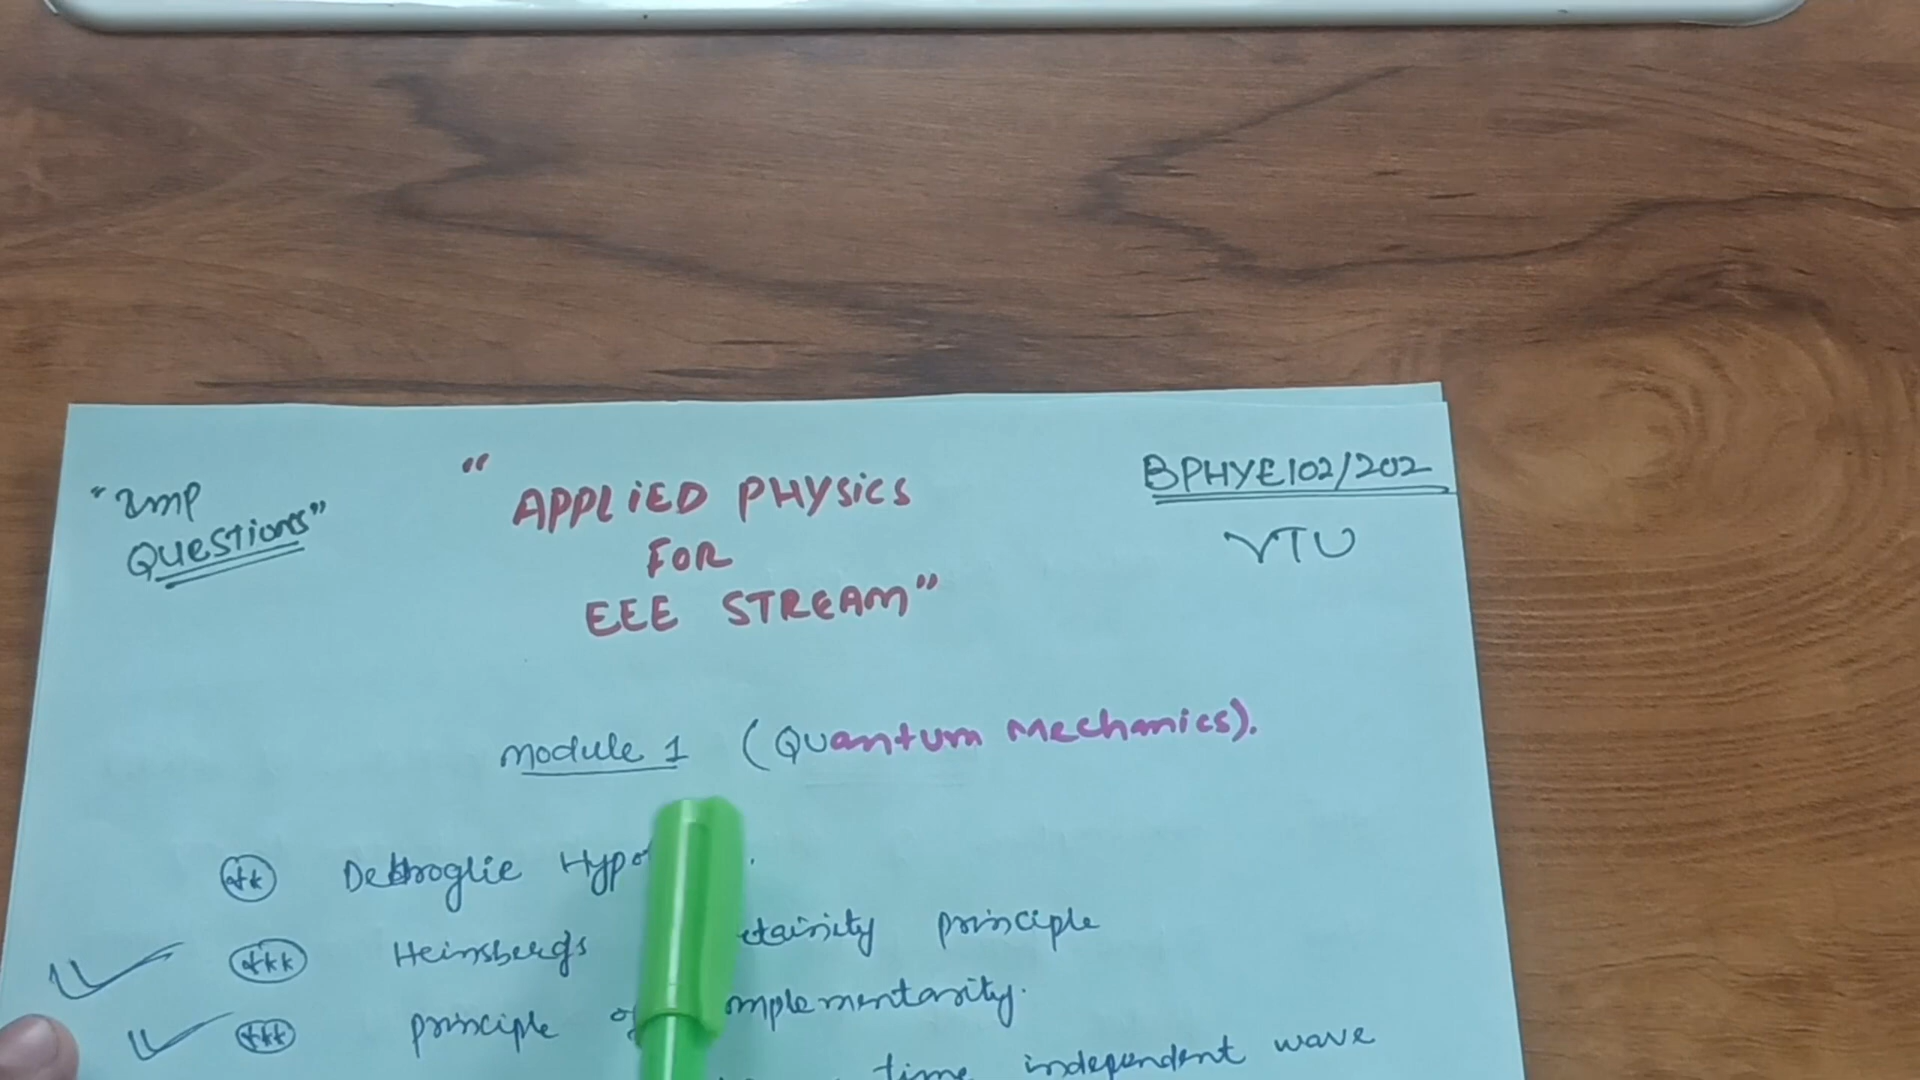 "Imp
QUESTIONS"
"APPLIED PHYSICS
FOR
EEE STREAM"
BPHYE102/202
VTU
Module 1 (Quantum Mechanics).
** Debroglie
*** Heinsbergs principle
*** principle
time independent wave